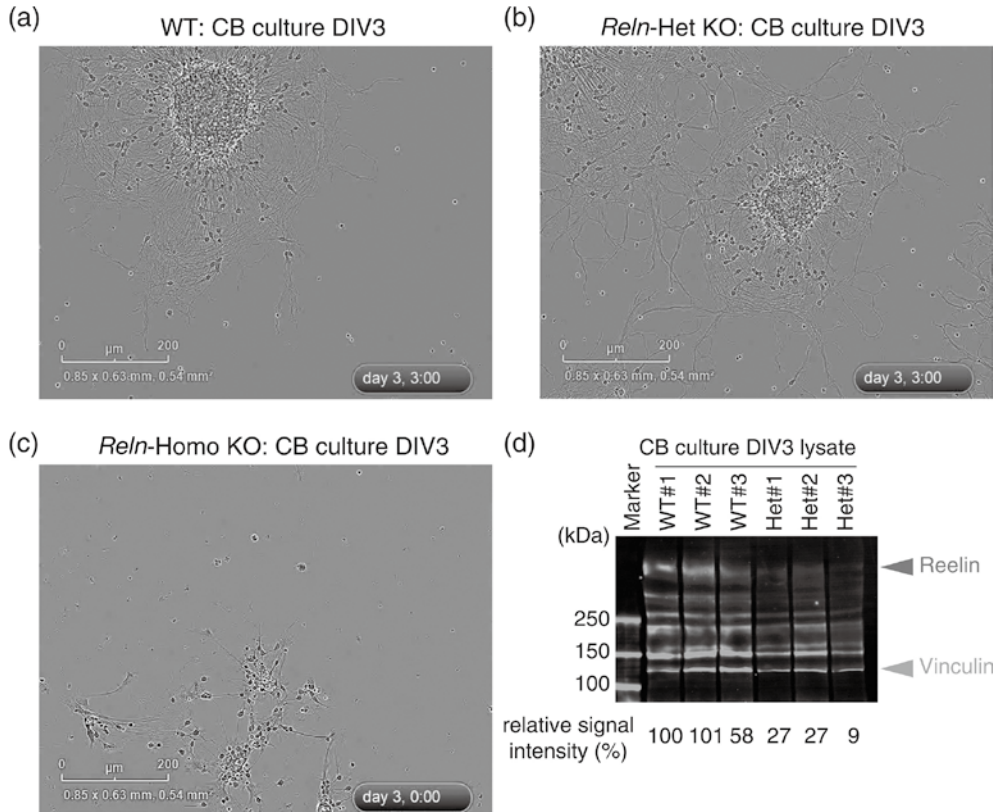 (a)
WT: CB culture DIV3
0 µm 200
0.85 x 0.63 mm, 0.54 mm²
day 3, 3:00
(b)
Reln-Het KO: CB culture DIV3
0 µm 200
0.85 x 0.63 mm, 0.54 mm²
day 3, 3:00
(c)
Reln-Homo KO: CB culture DIV3
0 µm 200
0.85 x 0.63 mm, 0.54 mm²
day 3, 0:00
(d)
CB culture DIV3 lysate
Marker WT#1 WT#2 WT#3 Het#1 Het#2 Het#3
(kDa)
Reelin
250
150
Vinculin
100
relative signal
intensity (%) 100 101 58 27 27 9